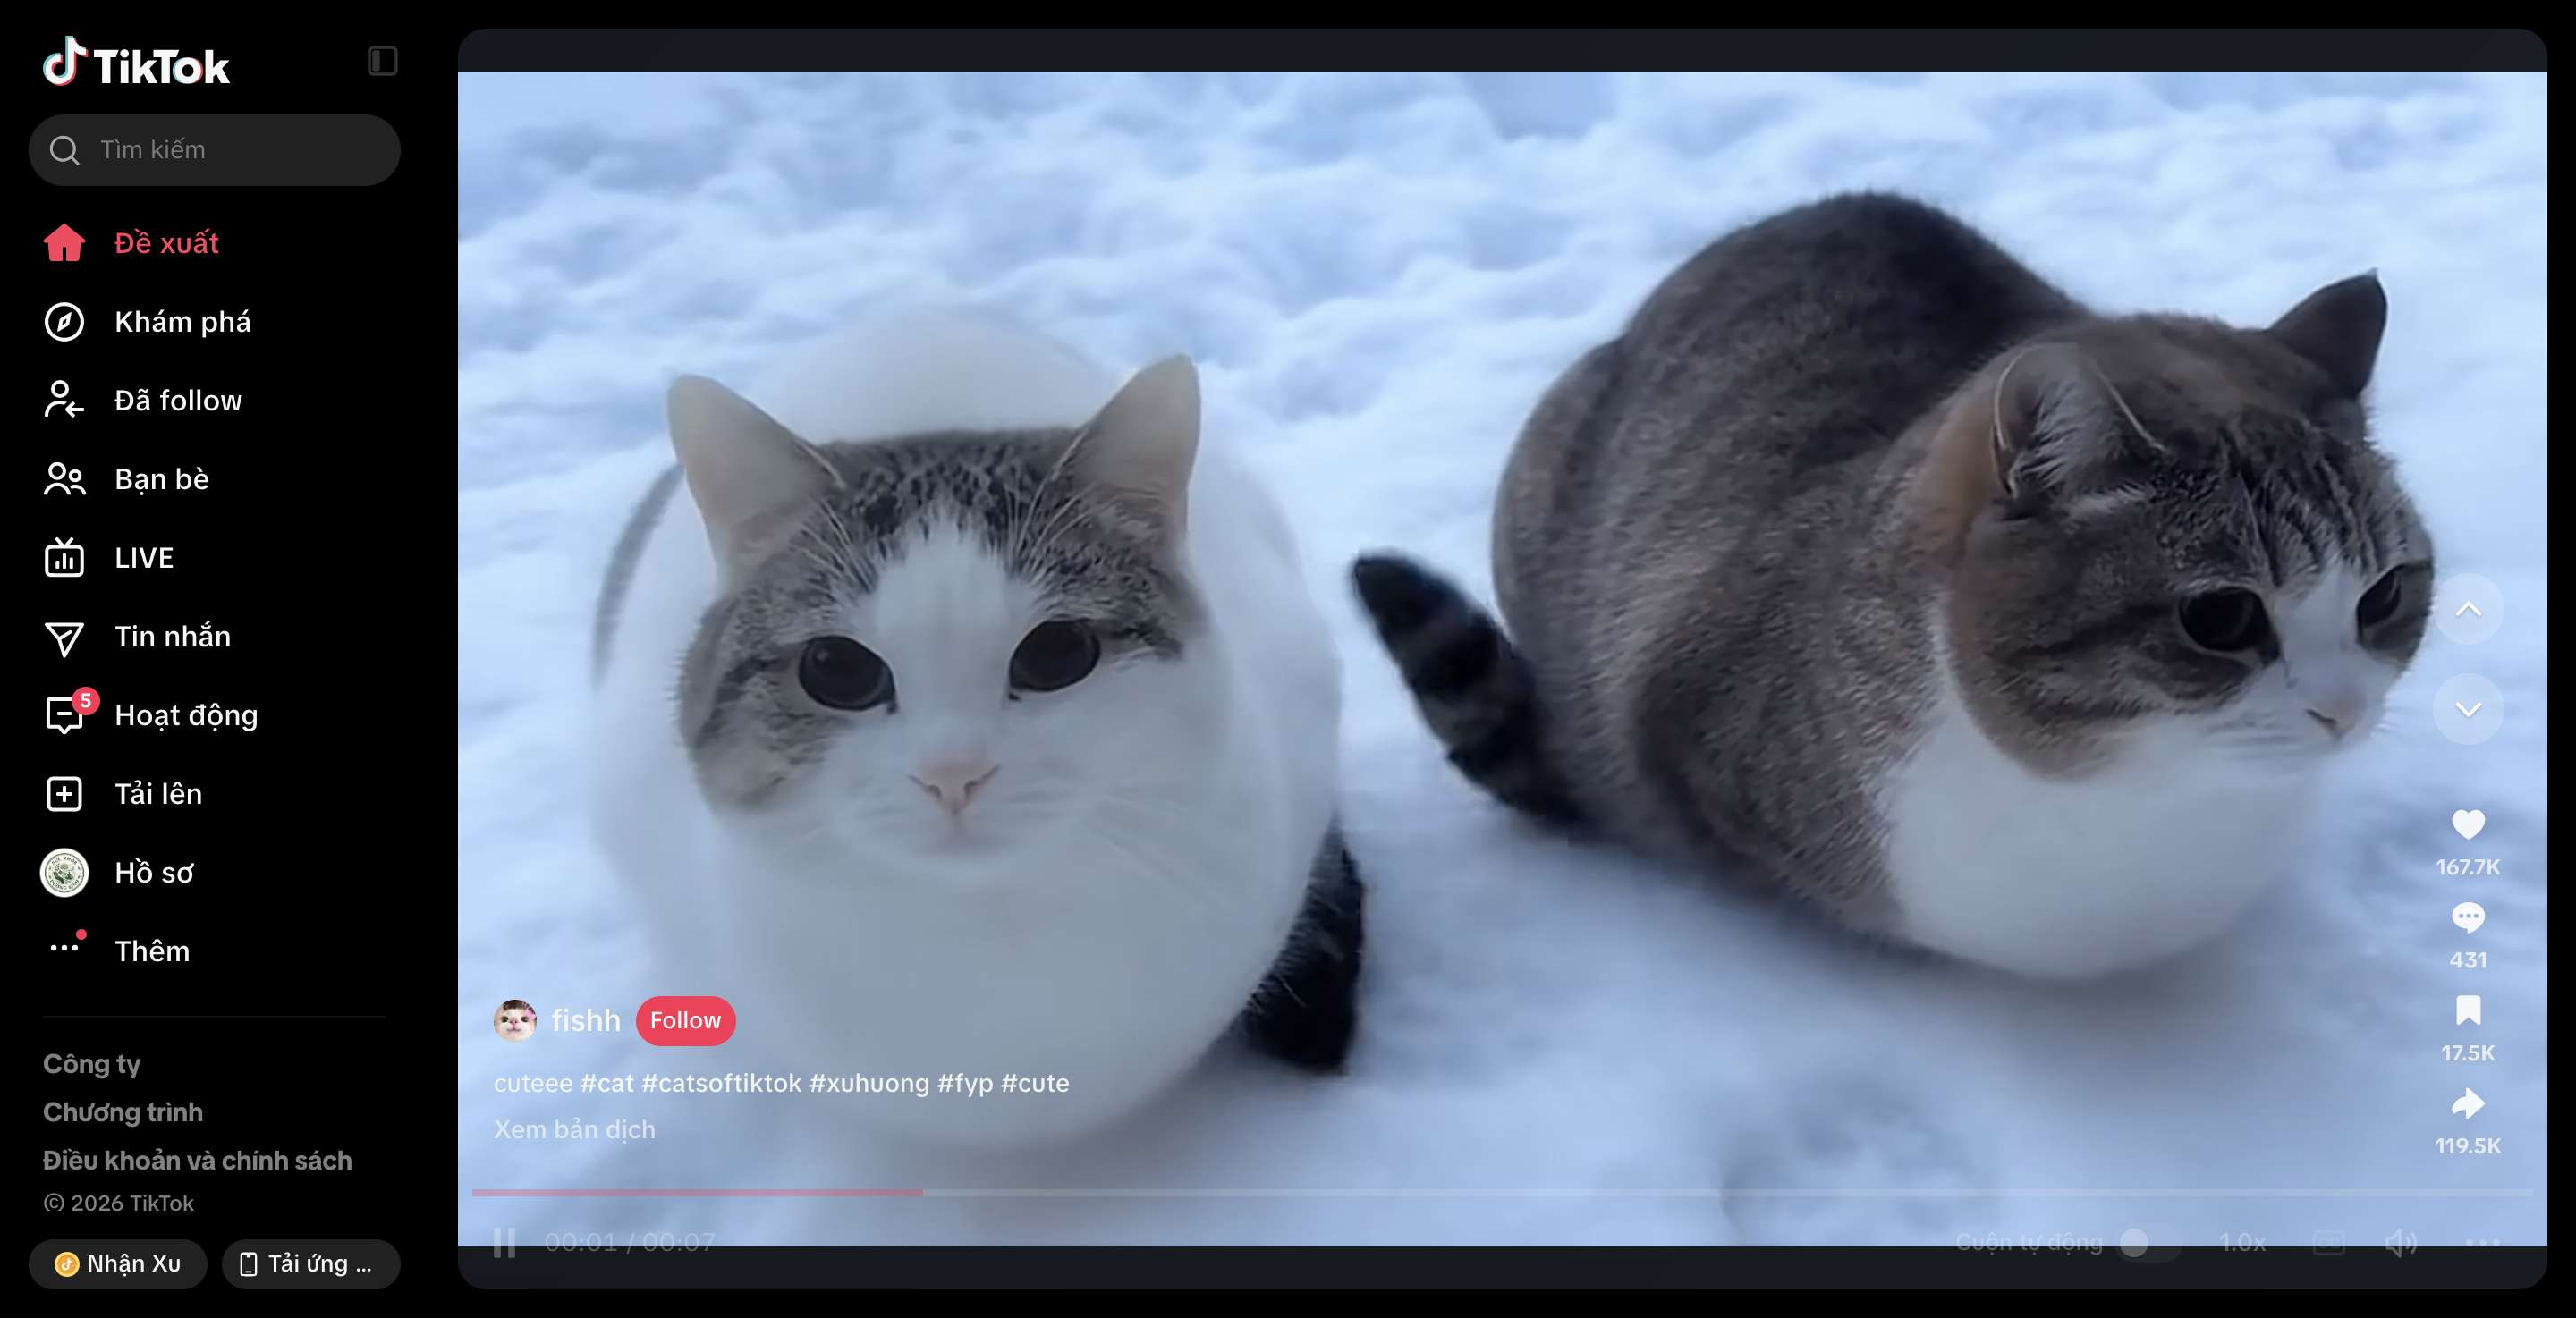 TikTok
Tìm kiếm
Đề xuất
Khám phá
Đã follow
Bạn bè
LIVE
Tin nhắn
5
Hoạt động
Tải lên
Hồ sơ
Thêm
Công ty
Chương trình
Điều khoản và chính sách
© 2026 TikTok
Nhận Xu
Tải ứng ...
fishh
Follow
cuteee #cat #catsoftiktok #xuhuong #fyp #cute
Xem bản dịch
00:01 / 00:07
Cuộn tự động
1.0x
167.7K
431
17.5K
119.5K